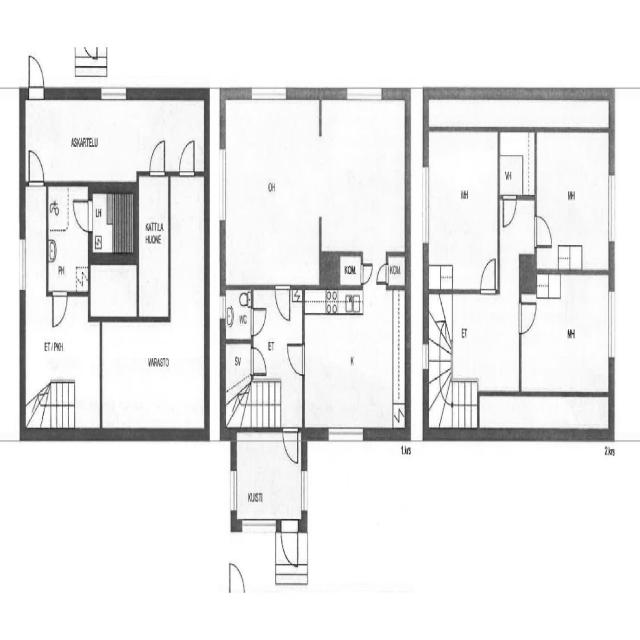 ASKARTELU
LH
KATTILA
HUONE
PH
ET / PKH
VARASTO
OH
KOM.
KOM.
WC
K
SV
ET
K
1.krs
KUISTI
VH
MH
MH
ET
MH
2.krs